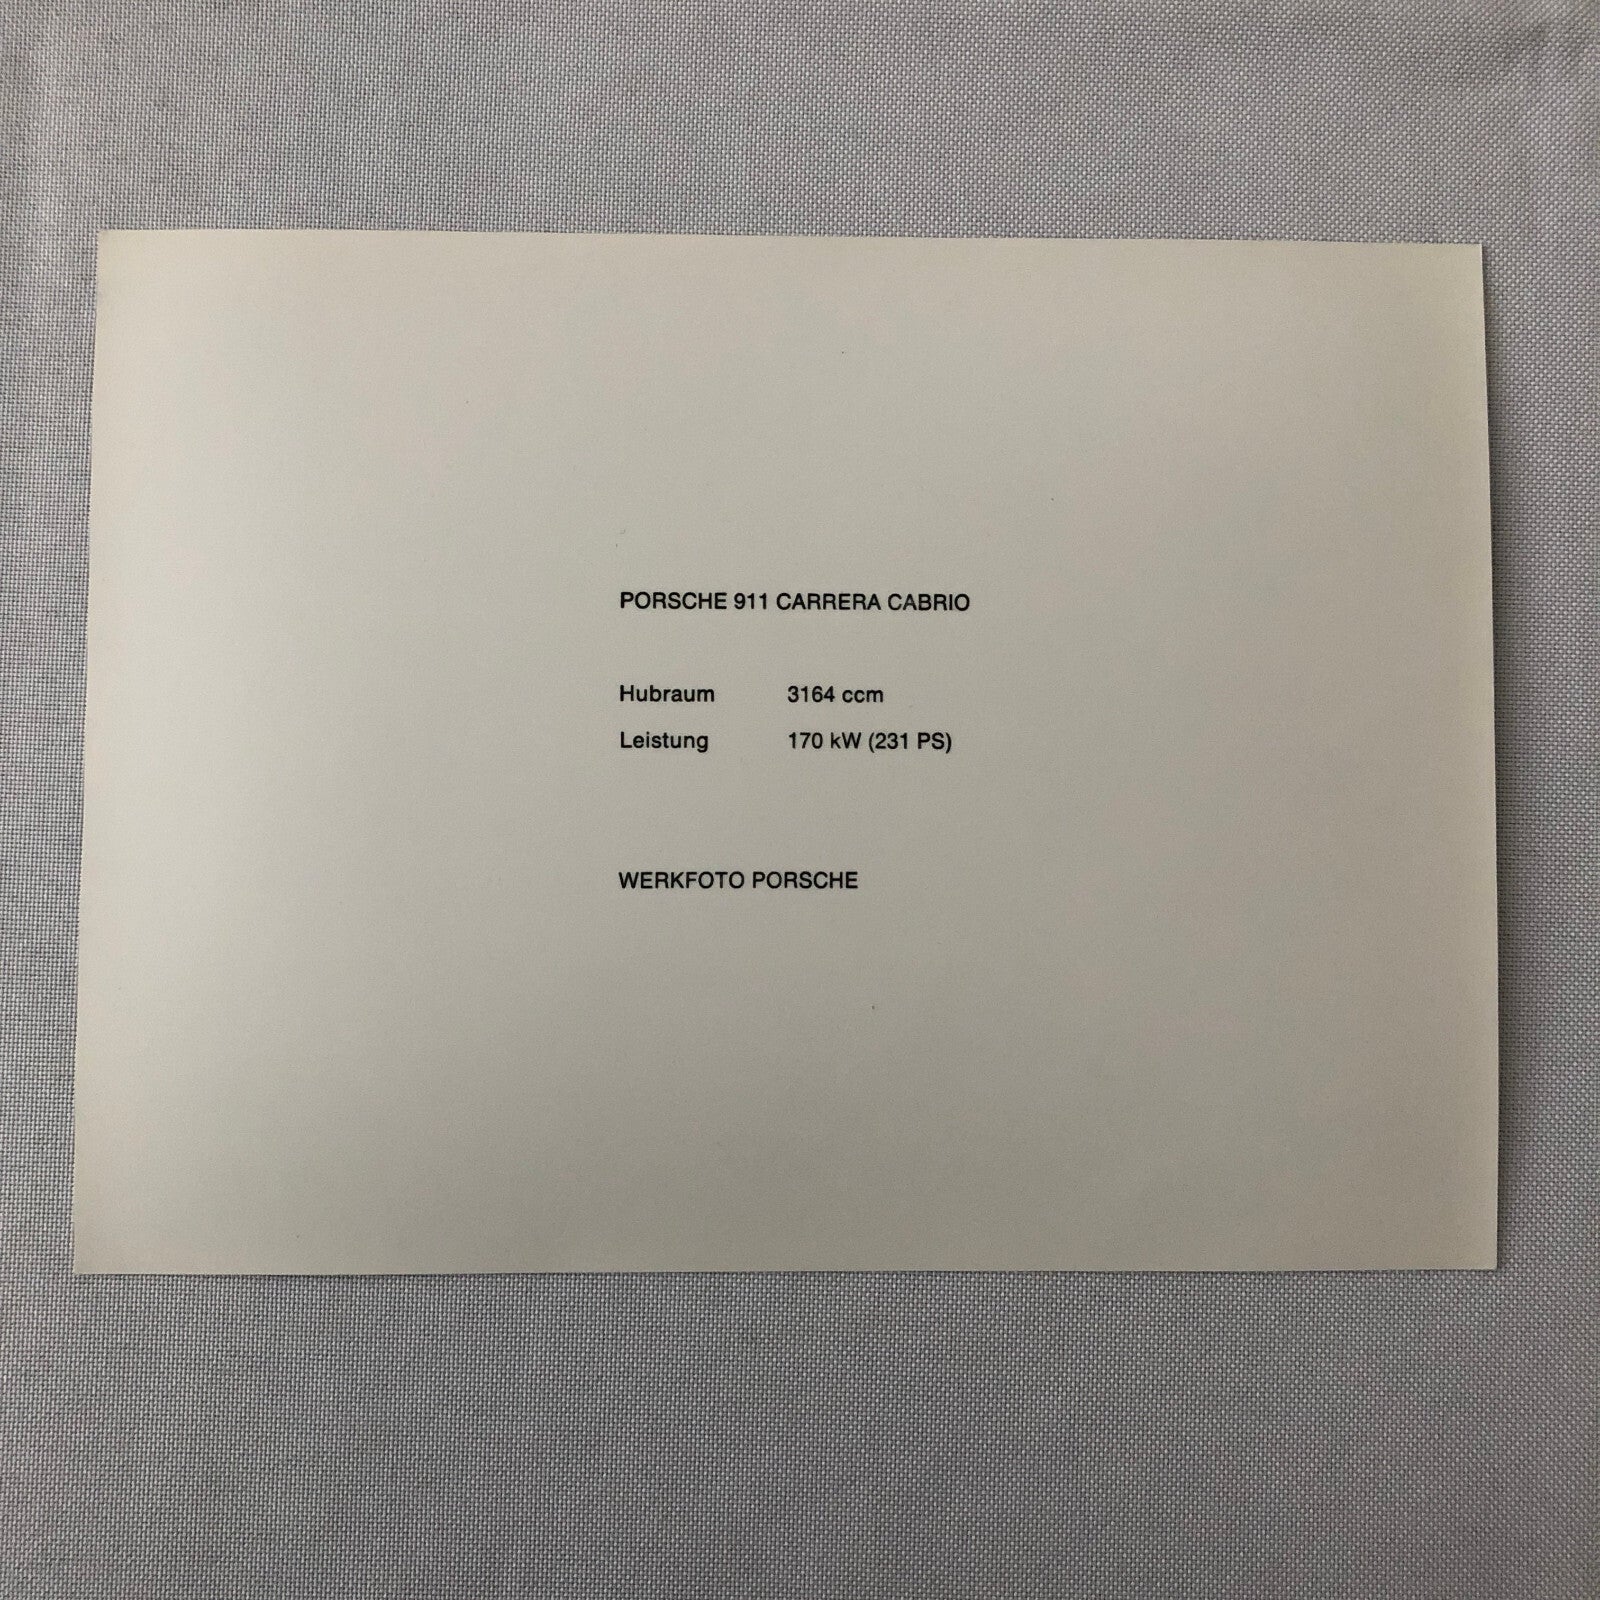 PORSCHE 911 CARRERA CABRIO
Hubraum 3164 ccm
Leistung 170 kW (231 PS)
WERKFOTO PORSCHE